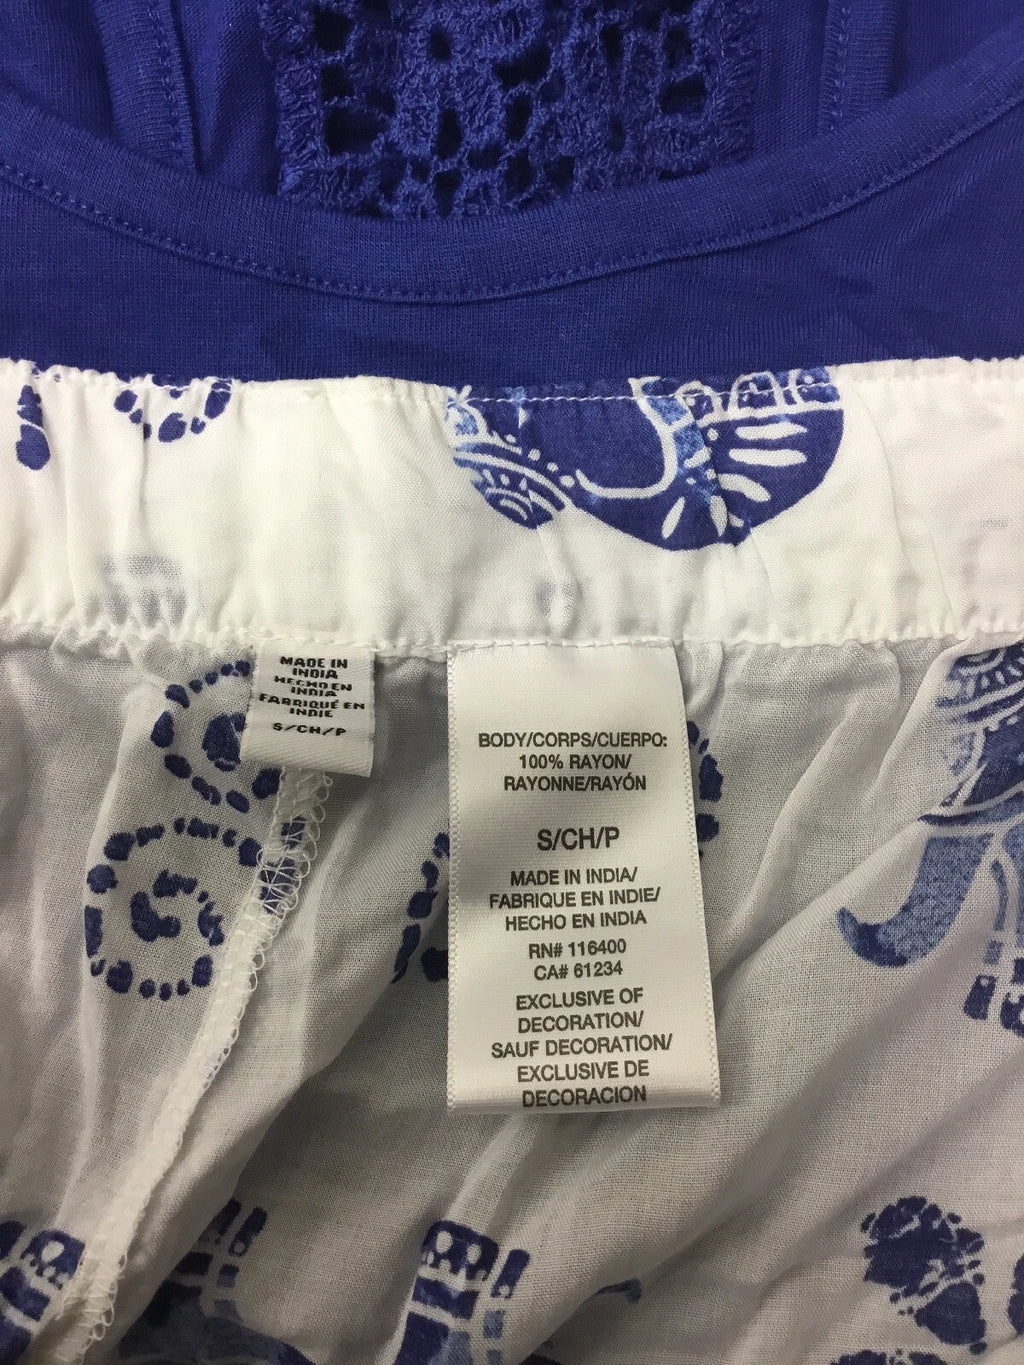 MADE IN
INDIA
HECHO EN
INDIA
FABRIQUÉ EN
INDIE
S/CH/P
BODY/CORPS/CUERPO:
100% RAYON/
RAYONNE/RAYÓN
S/CH/P
MADE IN INDIA/
FABRIQUE EN INDIE/
HECHO EN INDIA
RN# 116400
CA# 61234
EXCLUSIVE OF
DECORATION/
SAUF DECORATION/
EXCLUSIVE DE
DECORACION